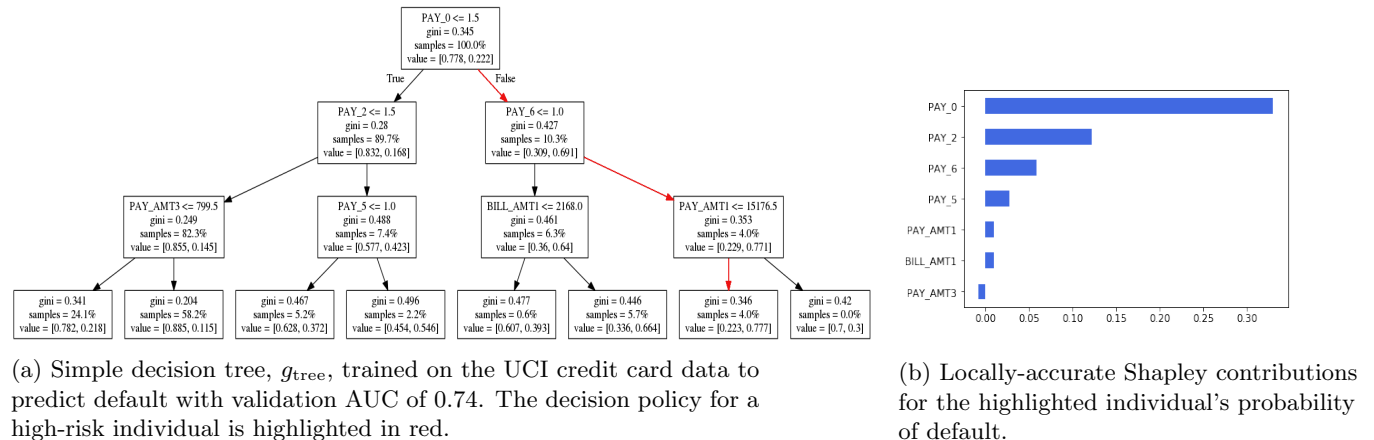 PAY_0 <= 1.5
gini = 0.345
samples = 100.0%
value = [0.778, 0.222]
True
False
PAY_2 <= 1.5
gini = 0.28
samples = 89.7%
value = [0.832, 0.168]
PAY_6 <= 1.0
gini = 0.427
samples = 10.3%
value = [0.309, 0.691]
PAY_AMT3 <= 799.5
gini = 0.249
samples = 82.3%
value = [0.855, 0.145]
PAY_5 <= 1.0
gini = 0.488
samples = 7.4%
value = [0.577, 0.423]
BILL_AMT1 <= 2168.0
gini = 0.461
samples = 6.3%
value = [0.36, 0.64]
PAY_AMT1 <= 15176.5
gini = 0.353
samples = 4.0%
value = [0.229, 0.771]
gini = 0.341
samples = 24.1%
value = [0.782, 0.218]
gini = 0.204
samples = 58.2%
value = [0.885, 0.115]
gini = 0.467
samples = 5.2%
value = [0.628, 0.372]
gini = 0.496
samples = 2.2%
value = [0.454, 0.546]
gini = 0.477
samples = 0.6%
value = [0.607, 0.393]
gini = 0.446
samples = 5.7%
value = [0.336, 0.664]
gini = 0.346
samples = 4.0%
value = [0.223, 0.777]
gini = 0.42
samples = 0.0%
value = [0.7, 0.3]
(a) Simple decision tree, g_tree, trained on the UCI credit card data to
predict default with validation AUC of 0.74. The decision policy for a
high-risk individual is highlighted in red.
PAY_0
PAY_2
PAY_6
PAY_5
PAY_AMT1
BILL_AMT1
PAY_AMT3
0.00 0.05 0.10 0.15 0.20 0.25 0.30
(b) Locally-accurate Shapley contributions
for the highlighted individual's probability
of default.